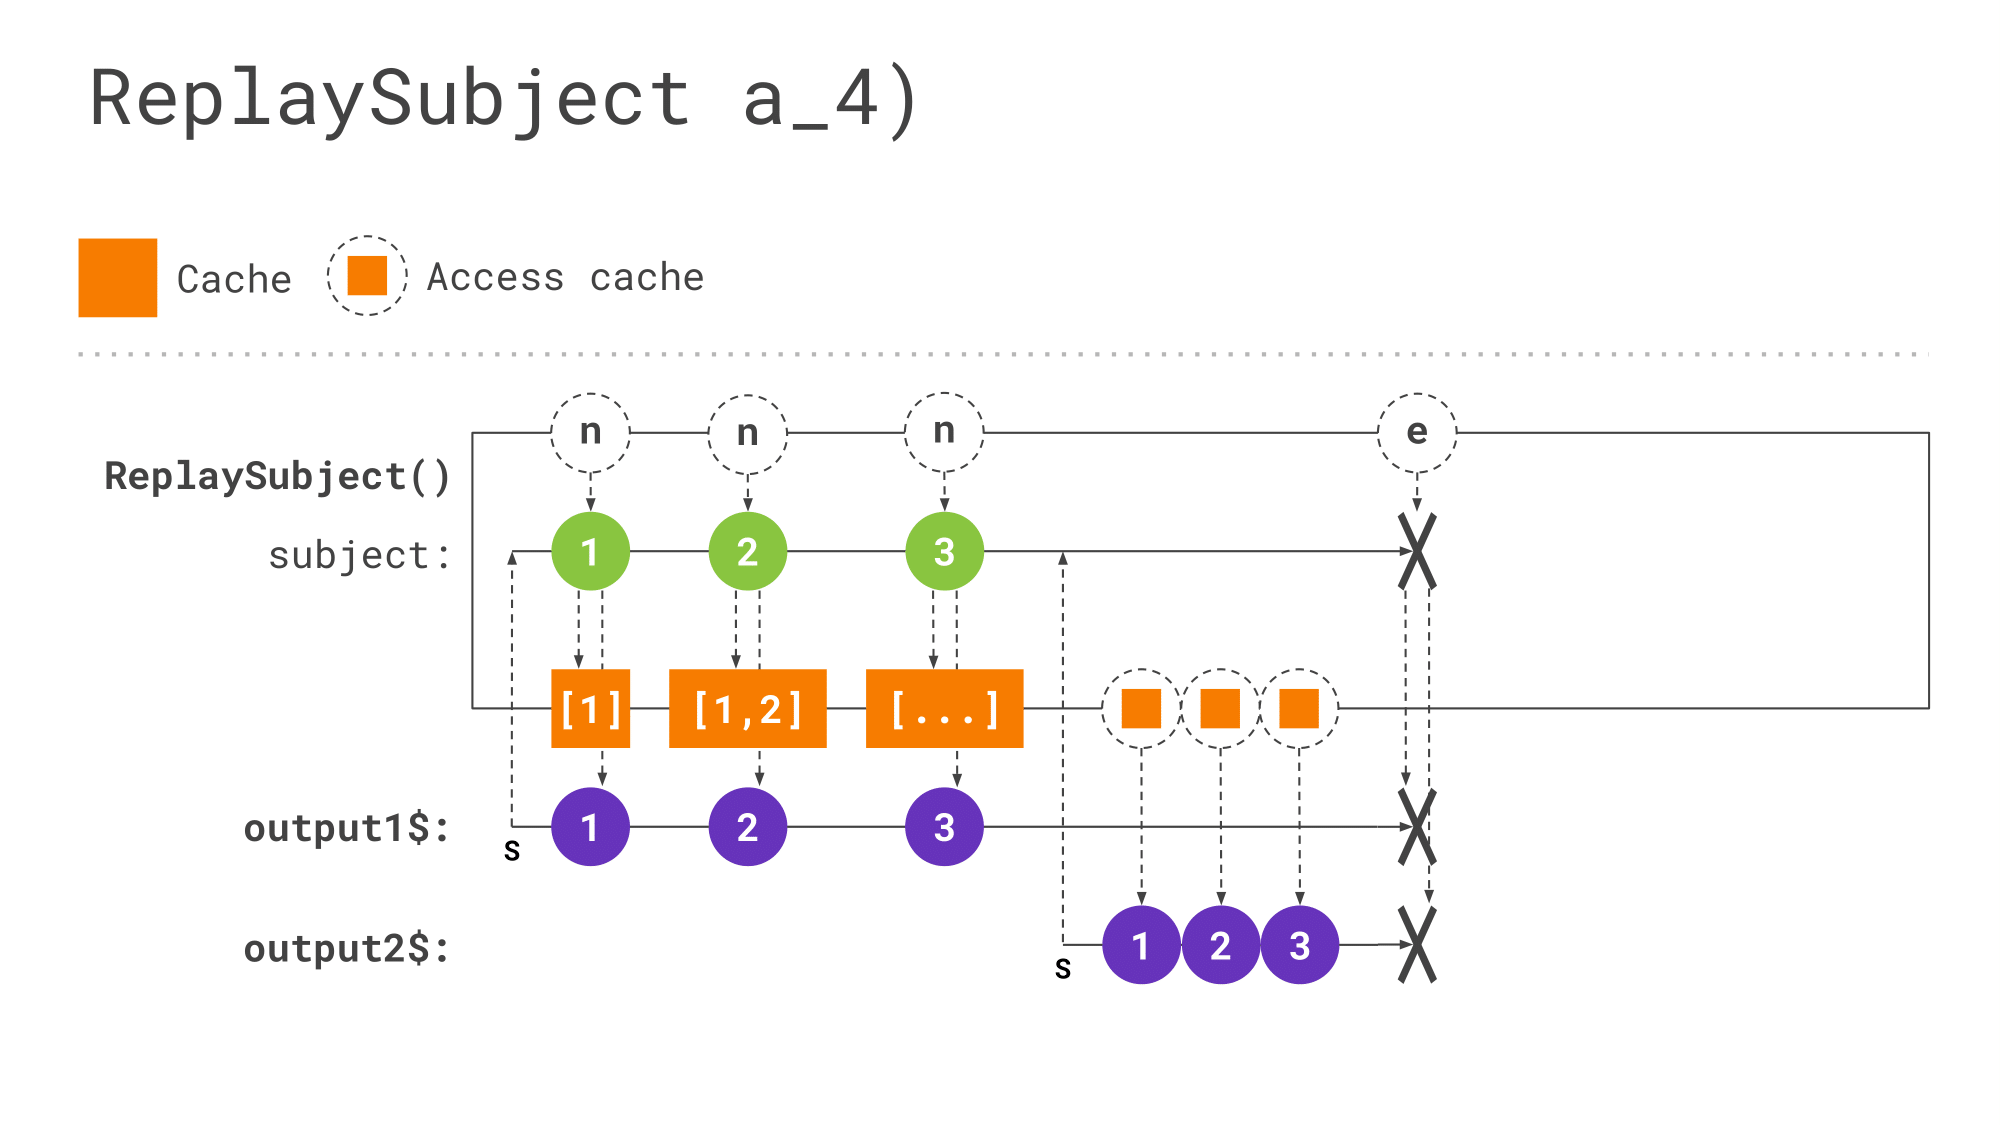 ReplaySubject a_4)
Cache Access cache
n n n e
ReplaySubject()
subject: 1 2 3
[1] [1,2] [...]
output1$: 1 2 3
s
output2$: 1 2 3
s